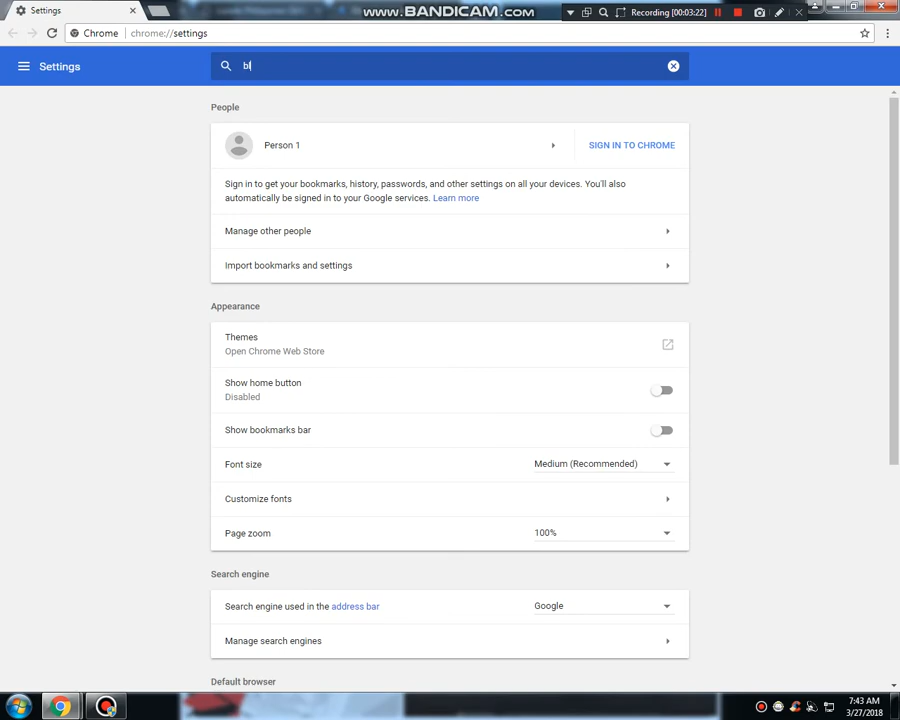 Settings
www.BANDICAM.com
Recording [00:03:22]
Chrome
chrome://settings
Settings
bl
People
Person 1
SIGN IN TO CHROME
Sign in to get your bookmarks, history, passwords, and other settings on all your devices. You'll also
automatically be signed in to your Google services. Learn more
Manage other people
Import bookmarks and settings
Appearance
Themes
Open Chrome Web Store
Show home button
Disabled
Show bookmarks bar
Font size
Medium (Recommended)
Customize fonts
Page zoom
100%
Search engine
Search engine used in the address bar
Google
Manage search engines
Default browser
7:43 AM
3/27/2018